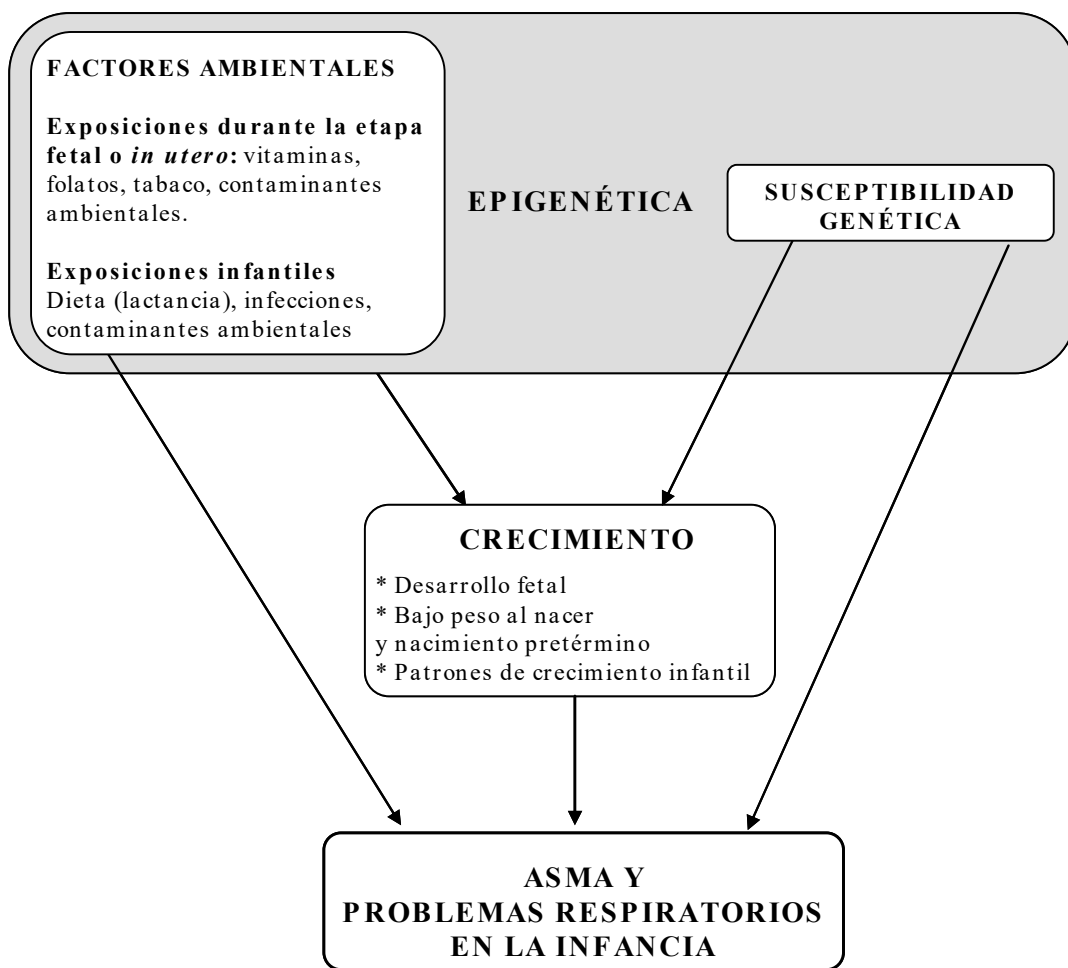 FACTORES AMBIENTALES
Exposiciones durante la etapa
fetal o in utero: vitaminas,
folatos, tabaco, contaminantes
ambientales.
Exposiciones infantiles
Dieta (lactancia), infecciones,
contaminantes ambientales
EPIGENÉTICA
SUSCEPTIBILIDAD
GENÉTICA
CRECIMIENTO
* Desarrollo fetal
* Bajo peso al nacer
y nacimiento pretérmino
* Patrones de crecimiento infantil
ASMA Y
PROBLEMAS RESPIRATORIOS
EN LA INFANCIA